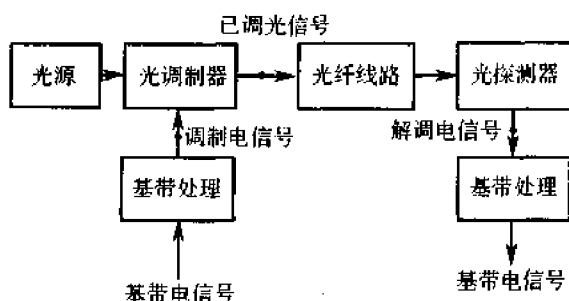 已调光信号
光源
光调制器
光纤线路
光探测器
调制电信号
解调电信号
基带处理
基带处理
基带电信号
基带电信号